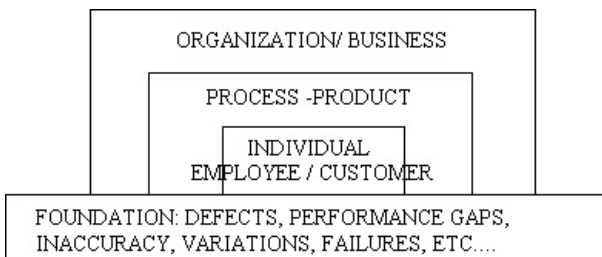 ORGANIZATION/ BUSINESS
PROCESS -PRODUCT
INDIVIDUAL
EMPLOYEE / CUSTOMER
FOUNDATION: DEFECTS, PERFORMANCE GAPS,
INACCURACY, VARIATIONS, FAILURES, ETC....